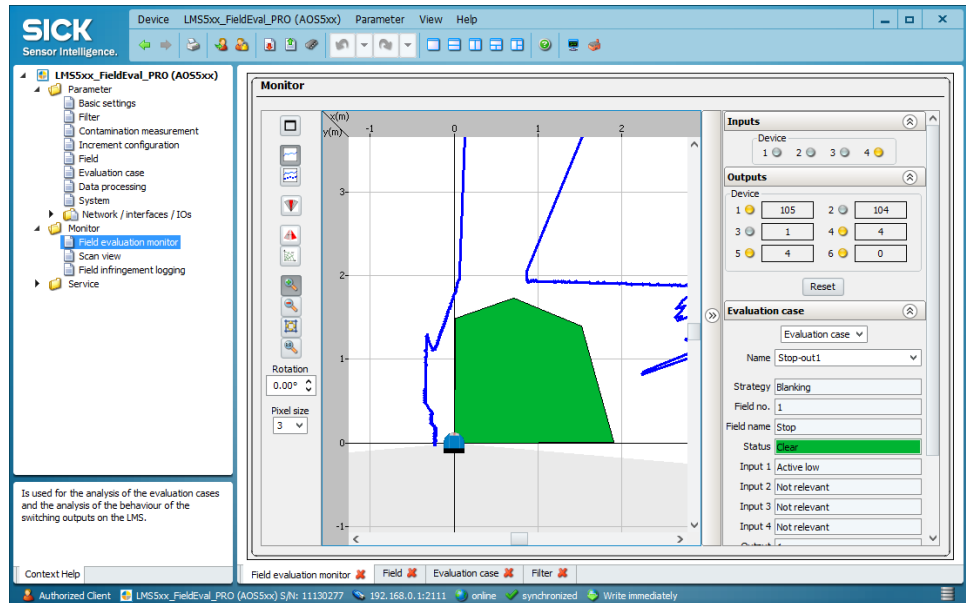 SICK
Sensor Intelligence.
Device LMS5xx_FieldEval_PRO (AOS5xx) Parameter View Help
LMS5xx_FieldEval_PRO (AOS5xx)
Parameter
Basic settings
Filter
Contamination measurement
Increment configuration
Field
Evaluation case
Data processing
System
Network / interfaces / IOs
Monitor
Field evaluation monitor
Scan view
Field infringement logging
Service
Is used for the analysis of the evaluation cases
and the analysis of the behaviour of the
switching outputs on the LMS.
Context Help
Monitor
x(m)
y(m)
-1 0 1 2
3
2
1
0
-1
Rotation
0.00°
Pixel size
3
Inputs
Device
1 2 3 4
Outputs
Device
1 105 2 104
3 1 4 4
5 4 6 0
Reset
Evaluation case
Evaluation case
Name Stop-out1
Strategy Blanking
Field no. 1
Field name Stop
Status Clear
Input 1 Active low
Input 2 Not relevant
Input 3 Not relevant
Input 4 Not relevant
Field evaluation monitor Field Evaluation case Filter
Authorized Client LMS5xx_FieldEval_PRO (AOS5xx) S/N: 11130277 192.168.0.1:2111 online synchronized Write immediately